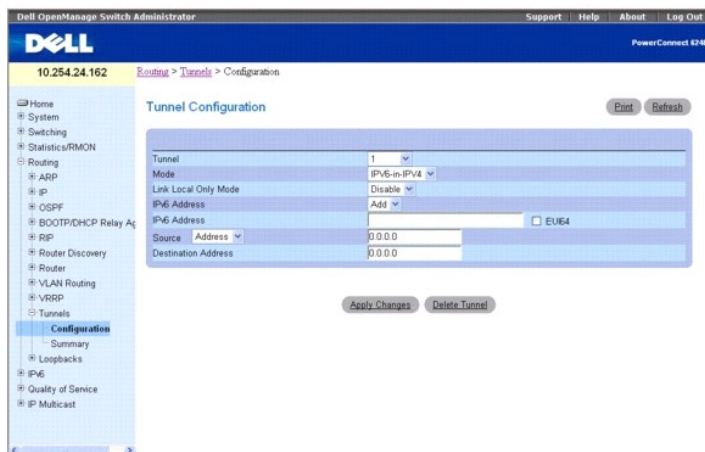 Dell OpenManage Switch Administrator
Support Help About Log Out
DELL
PowerConnect 6248
10.254.24.162
Routing > Tunnels > Configuration
Home
System
Switching
Statistics/RMON
Routing
ARP
IP
OSPF
BOOTP/DHCP Relay Ag
RIP
Router Discovery
Router
VLAN Routing
VRRP
Tunnels
Configuration
Summary
Loopbacks
IPv6
Quality of Service
IP Multicast
Tunnel Configuration
Print Refresh
Tunnel 1
Mode IPV6-in-IPV4
Link Local Only Mode Disable
IPv6 Address Add
IPv6 Address EUI64
Source Address 0.0.0.0
Destination Address 0.0.0.0
Apply Changes Delete Tunnel